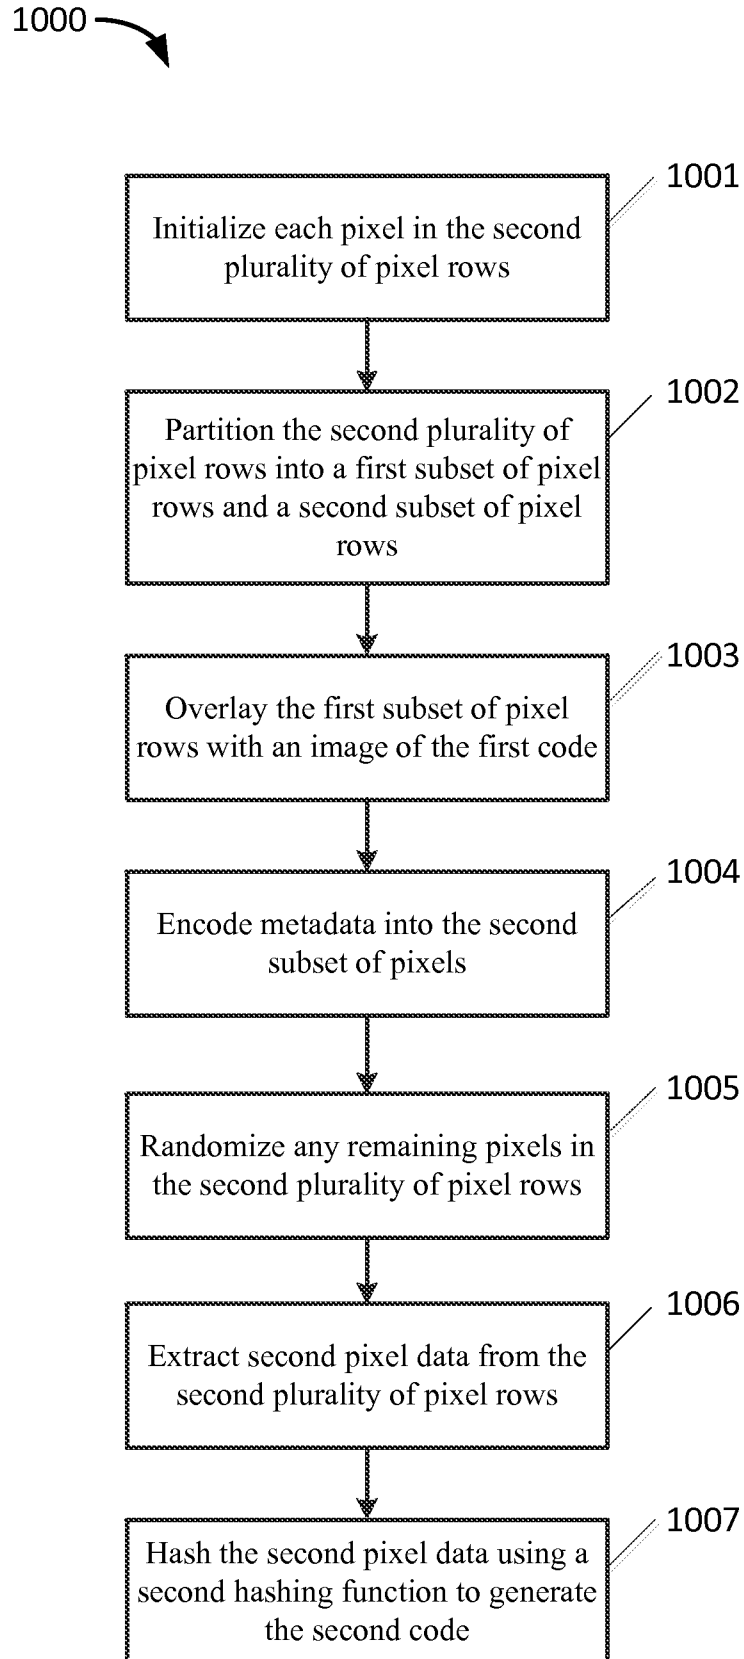 1000
1001
Initialize each pixel in the second
plurality of pixel rows
1002
Partition the second plurality of
pixel rows into a first subset of pixel
rows and a second subset of pixel
rows
1003
Overlay the first subset of pixel
rows with an image of the first code
1004
Encode metadata into the second
subset of pixels
1005
Randomize any remaining pixels in
the second plurality of pixel rows
1006
Extract second pixel data from the
second plurality of pixel rows
1007
Hash the second pixel data using a
second hashing function to generate
the second code